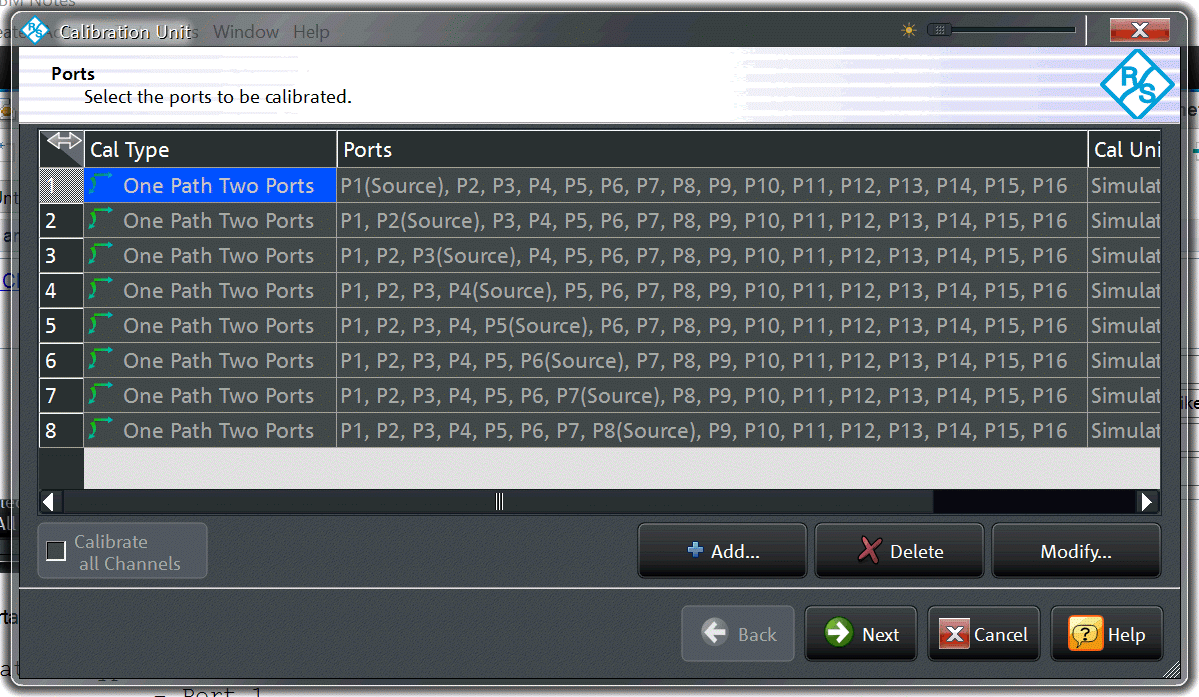 BM Notes
Calibration Units Window Help
Ports
Select the ports to be calibrated.
R S
Cal Type Ports Cal Uni
1 One Path Two Ports P1(Source), P2, P3, P4, P5, P6, P7, P8, P9, P10, P11, P12, P13, P14, P15, P16 Simulat
2 One Path Two Ports P1, P2(Source), P3, P4, P5, P6, P7, P8, P9, P10, P11, P12, P13, P14, P15, P16 Simulat
3 One Path Two Ports P1, P2, P3(Source), P4, P5, P6, P7, P8, P9, P10, P11, P12, P13, P14, P15, P16 Simulat
4 One Path Two Ports P1, P2, P3, P4(Source), P5, P6, P7, P8, P9, P10, P11, P12, P13, P14, P15, P16 Simulat
5 One Path Two Ports P1, P2, P3, P4, P5(Source), P6, P7, P8, P9, P10, P11, P12, P13, P14, P15, P16 Simulat
6 One Path Two Ports P1, P2, P3, P4, P5, P6(Source), P7, P8, P9, P10, P11, P12, P13, P14, P15, P16 Simulat
7 One Path Two Ports P1, P2, P3, P4, P5, P6, P7(Source), P8, P9, P10, P11, P12, P13, P14, P15, P16 Simulat
8 One Path Two Ports P1, P2, P3, P4, P5, P6, P7, P8(Source), P9, P10, P11, P12, P13, P14, P15, P16 Simulat
Calibrate
all Channels
Add... Delete Modify...
Back Next Cancel Help
– Port 1